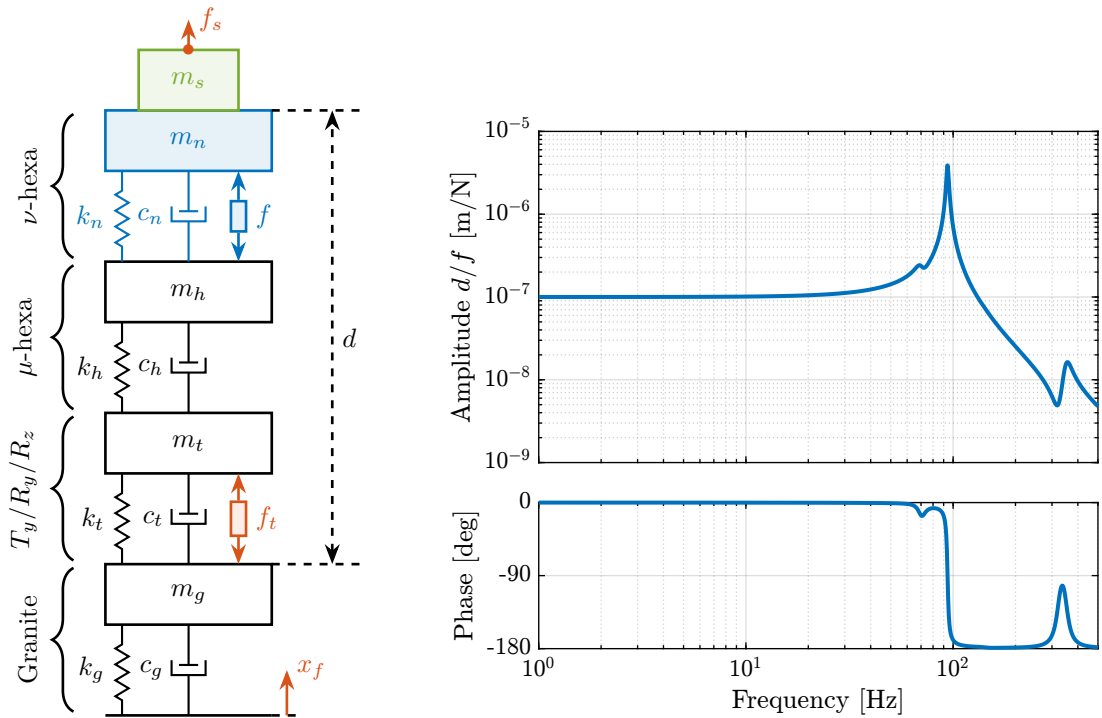 f_s
m_s
m_n
ν-hexa
k_n
c_n
f
m_h
μ-hexa
k_h
c_h
d
m_t
T_y/R_y/R_z
k_t
c_t
f_t
m_g
Granite
k_g
c_g
x_f
Amplitude d/f [m/N]
10^-5
10^-6
10^-7
10^-8
10^-9
Phase [deg]
0
-90
-180
10^0
10^1
10^2
Frequency [Hz]